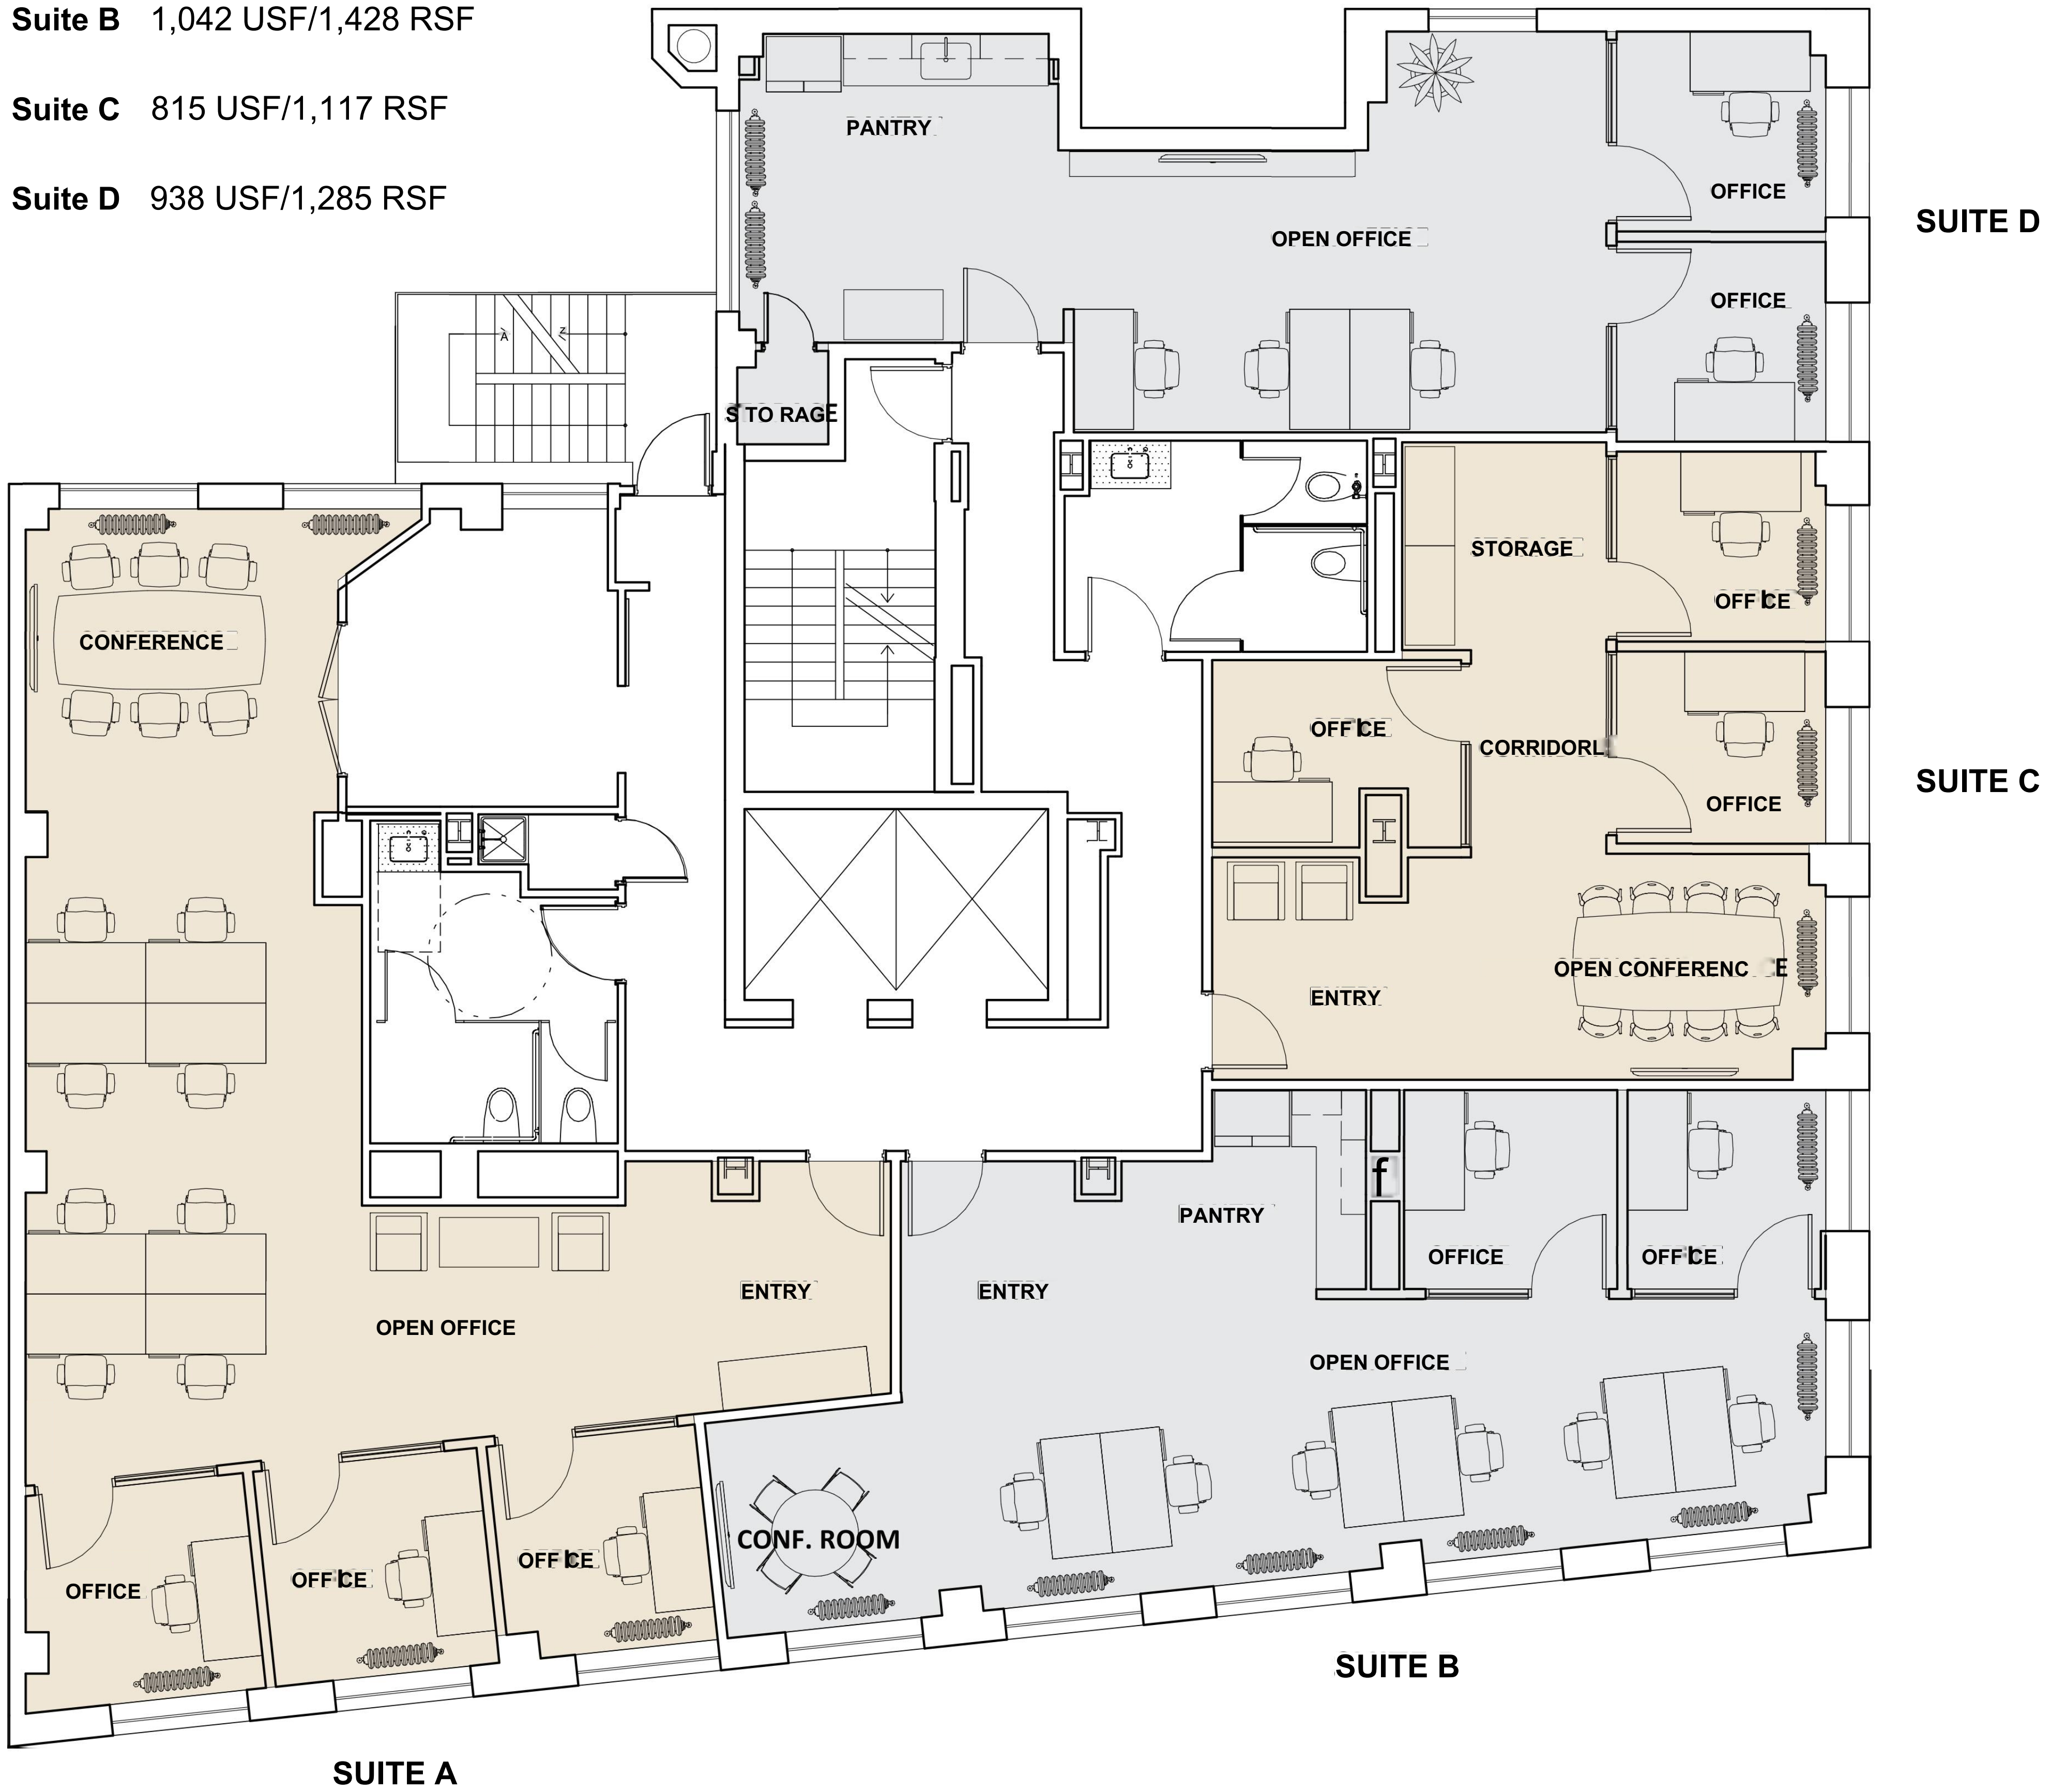 Suite B 1,042 USF/1,428 RSF
Suite C 815 USF/1,117 RSF
Suite D 938 USF/1,285 RSF
PANTRY
OFFICE
SUITE D
OPEN OFFICE
OFFICE
STO RAGE
STORAGE
OFFICE
CONFERENCE
OFFICE
CORRIDOR
SUITE C
OFFICE
OPEN CONFERENC E
ENTRY
f
PANTRY
OFFICE
OFFICE
ENTRY
ENTRY
OPEN OFFICE
OPEN OFFICE
CONF. ROOM
OFFICE
OFFICE
OFFICE
SUITE B
SUITE A